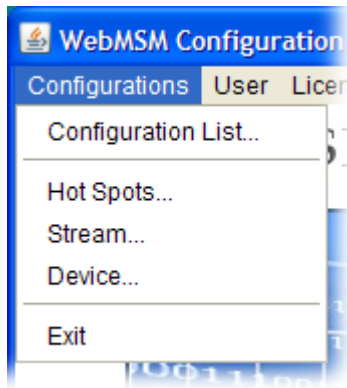 WebMSM Configuration
Configurations User
Configuration List...
Hot Spots...
Stream...
Device...
Exit